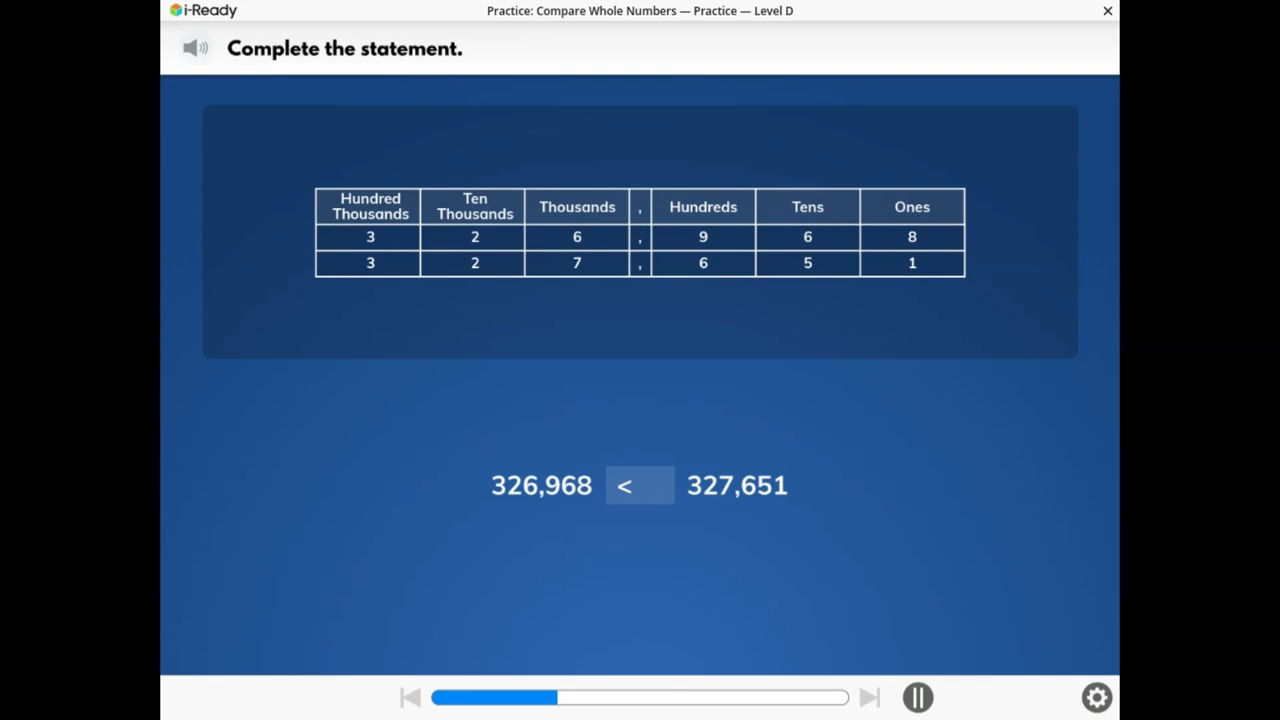 i-Ready
Practice: Compare Whole Numbers — Practice — Level D
×
Complete the statement.
Hundred Thousands Ten Thousands Thousands , Hundreds Tens Ones
3 2 6 , 9 6 8
3 2 7 , 6 5 1
326,968 < 327,651